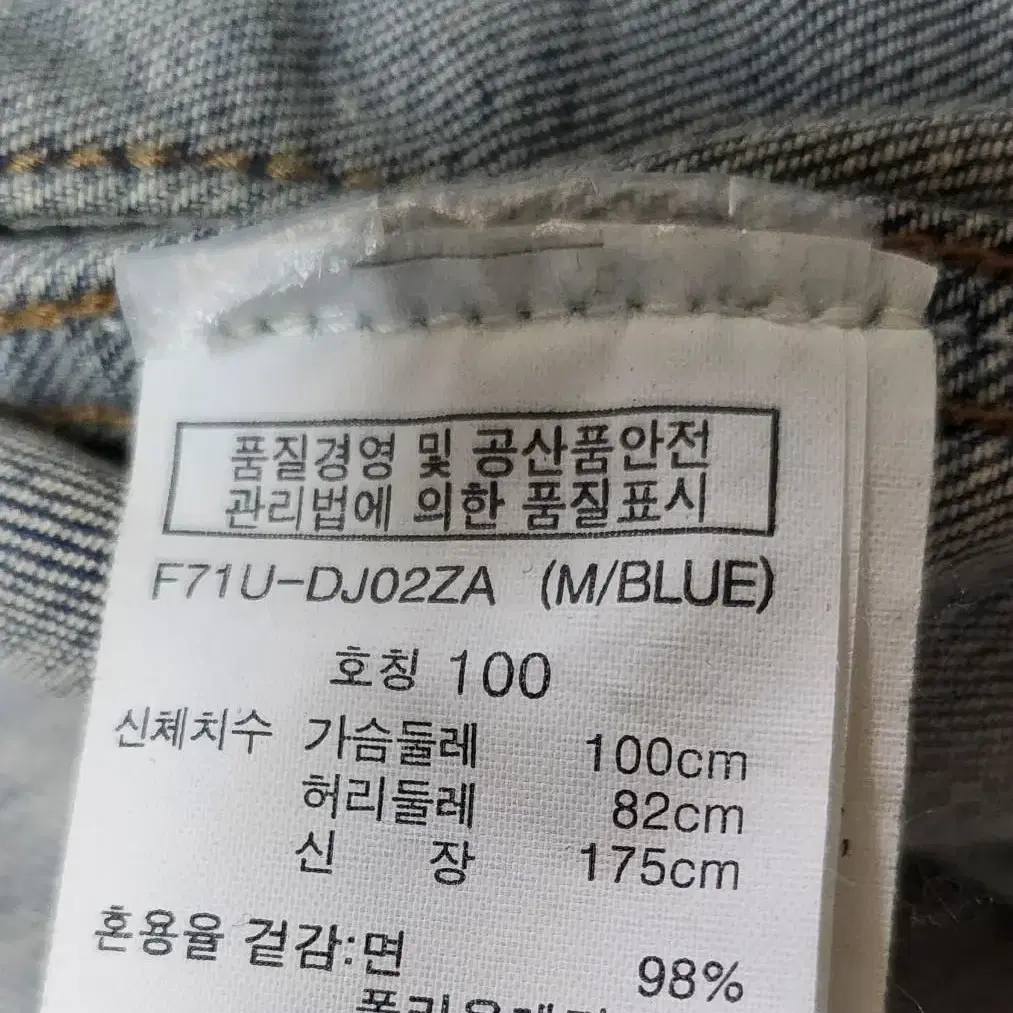 품질경영 및 공산품안전
관리법에 의한 품질표시
F71U-DJ02ZA (M/BLUE)
호칭 100
신체치수 가슴둘레 100cm
허리둘레 82cm
신 장 175cm
혼용율 겉감:면 98%